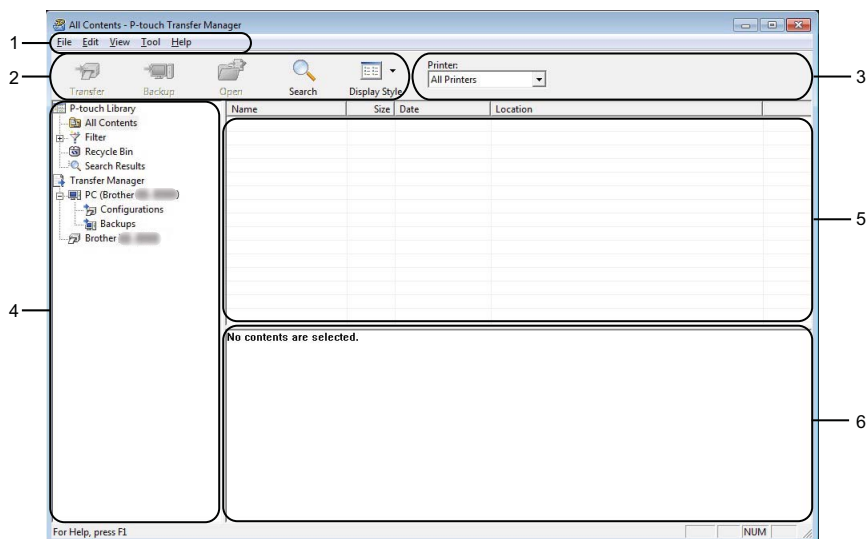 All Contents - P-touch Transfer Manager
1
File Edit View Tool Help
2
Transfer Backup Open Search Display Style
Printer:
All Printers
3
P-touch Library
All Contents
Filter
Recycle Bin
Search Results
Transfer Manager
PC (Brother )
Configurations
Backups
Brother
4
Name Size Date Location
5
No contents are selected.
6
For Help, press F1
NUM